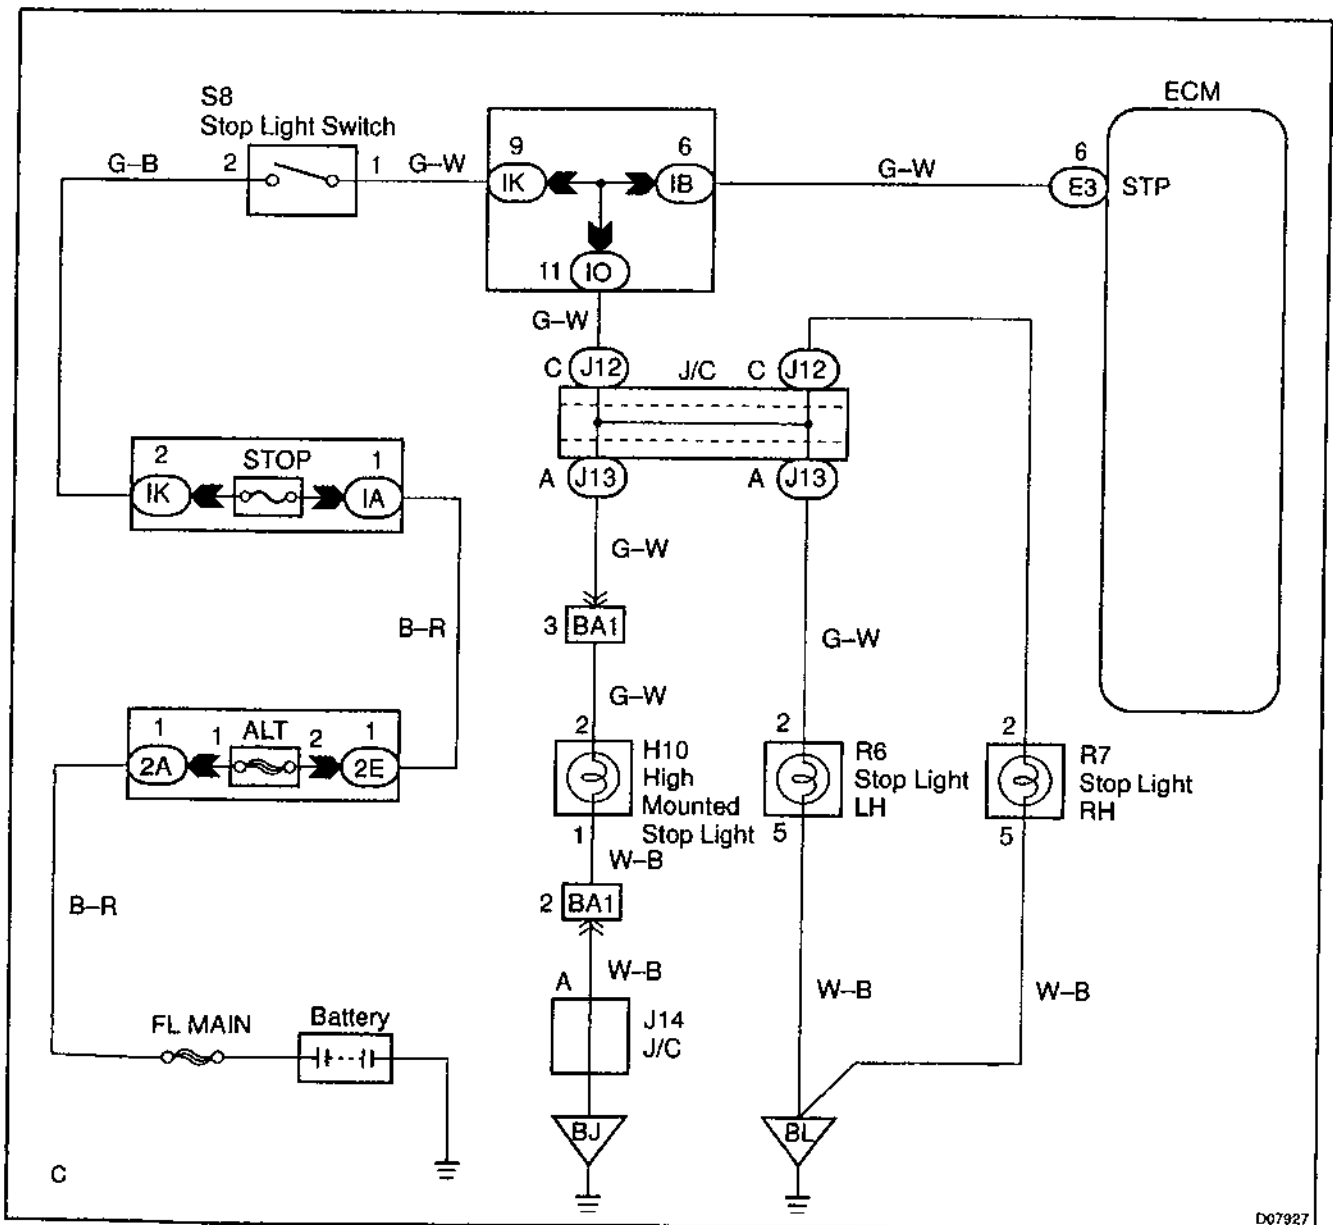 ECM
S8
Stop Light Switch
G–B 2 1 G–W
9 6
IK IB
G–W
6
E3 STP
11 IO
G–W
C J12 J/C C J12
A J13 A J13
2 STOP 1
IK IA
G–W
B–R
3 BA1
G–W
G–W
1 1 ALT 2 1
2A 2E
2 H10
High
Mounted
Stop Light
1
2 R6
Stop Light
LH
5
2 R7
Stop Light
RH
5
W–B
B–R
2 BA1
W–B
A
W–B
W–B
J14
J/C
FL MAIN Battery
BJ BL
C
D07927